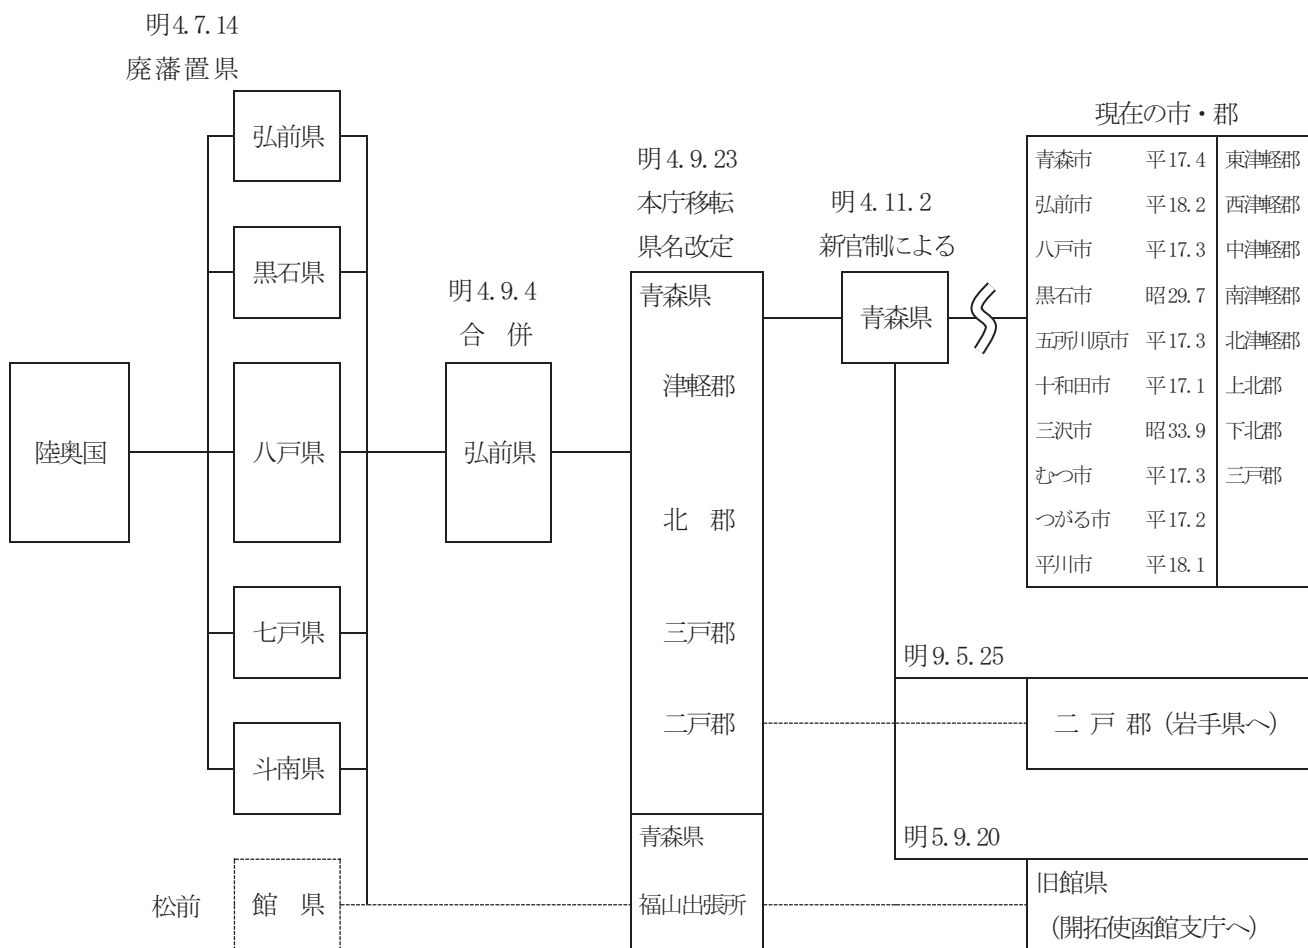 明4.7.14
廃藩置県
弘前県
黒石県
陸奥国
八戸県
七戸県
斗南県
松前
館 県
明4.9.4
合 併
弘前県
明4.9.23
本庁移転
県名改定
青森県
津軽郡
北 郡
三戸郡
二戸郡
青森県
福山出張所
明4.11.2
新官制による
青森県
現在の市・郡
青森市 平17.4 東津軽郡
弘前市 平18.2 西津軽郡
八戸市 平17.3 中津軽郡
黒石市 昭29.7 南津軽郡
五所川原市 平17.3 北津軽郡
十和田市 平17.1 上北郡
三沢市 昭33.9 下北郡
むつ市 平17.3 三戸郡
つがる市 平17.2
平川市 平18.1
明9.5.25
二 戸 郡 (岩手県へ)
明5.9.20
旧館県
(開拓使函館支庁へ)